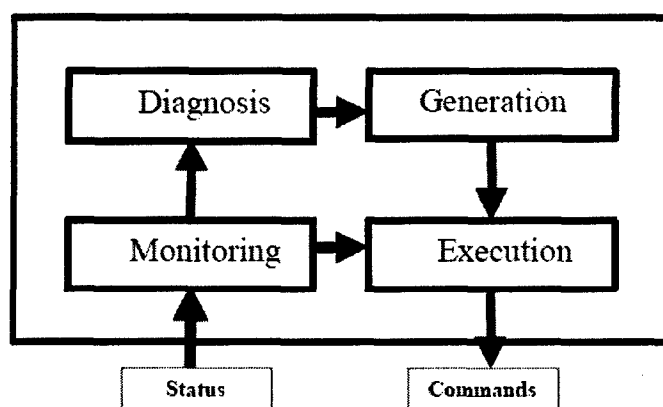 Diagnosis
Generation
Monitoring
Execution
Status
Commands